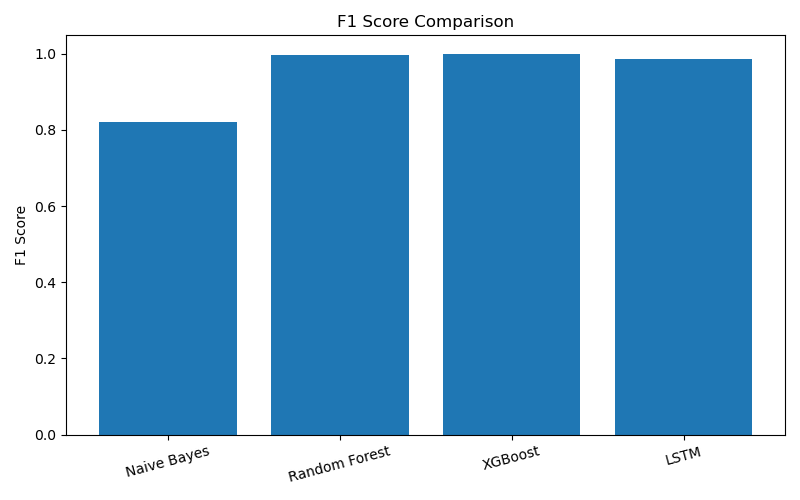 F1 Score Comparison
F1 Score
1.0
0.8
0.6
0.4
0.2
0.0
Naive Bayes
Random Forest
XGBoost
LSTM